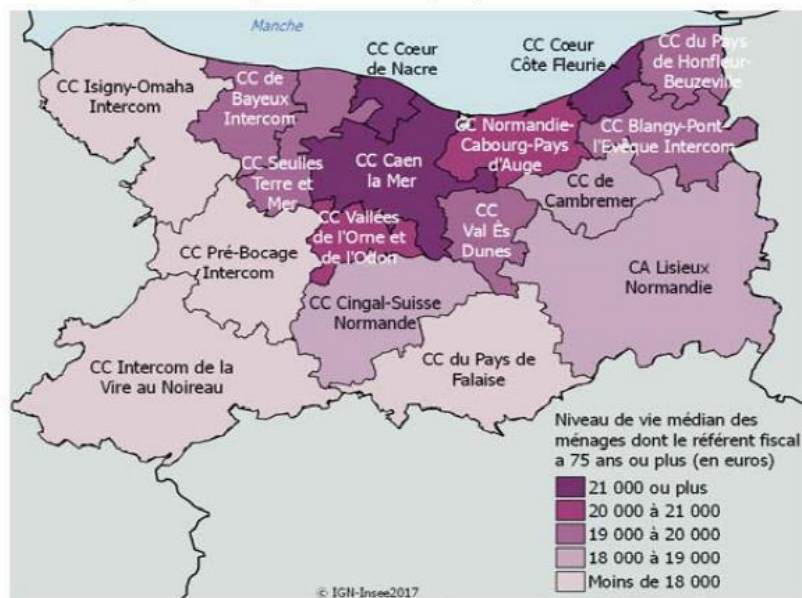 Manche
CC Coeur
de Nacre
CC Coeur
Côte Fleurie
CC du Pays
de Honfleur-
Beuzeville
CC Isigny-Omaha
Intercom
CC de
Bayeux
Intercom
CC Normandie-
Cabourg-Pays
d'Auge
CC Blangy-Pont-
l'Evèque Intercom
CC Seulles
Terre et
Mer
CC Caen
la Mer
CC de
Cambremer
CC Vallées
de l'Orne et
de l'Odon
CC
Val Ès
Dunes
CC Pré-Bocage
Intercom
CA Lisieux
Normandie
CC Cingal-Suisse
Normande
CC Intercom de la
Vire au Noireau
CC du Pays de
Falaise
Niveau de vie médian des
ménages dont le référent fiscal
a 75 ans ou plus (en euros)
21 000 ou plus
20 000 à 21 000
19 000 à 20 000
18 000 à 19 000
Moins de 18 000
© IGN-Insee2017